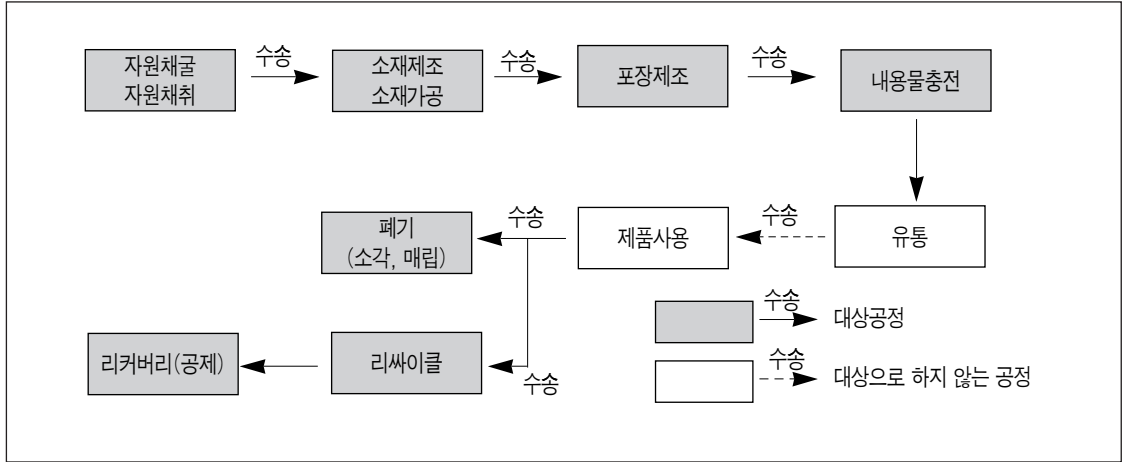 자원채굴
자원채취
수송
소재제조
소재가공
수송
포장제조
수송
내용물충전
폐기
(소각, 매립)
수송
제품사용
수송
유통
수송
대상공정
리커버리(공제)
리싸이클
수송
수송
대상으로 하지 않는 공정